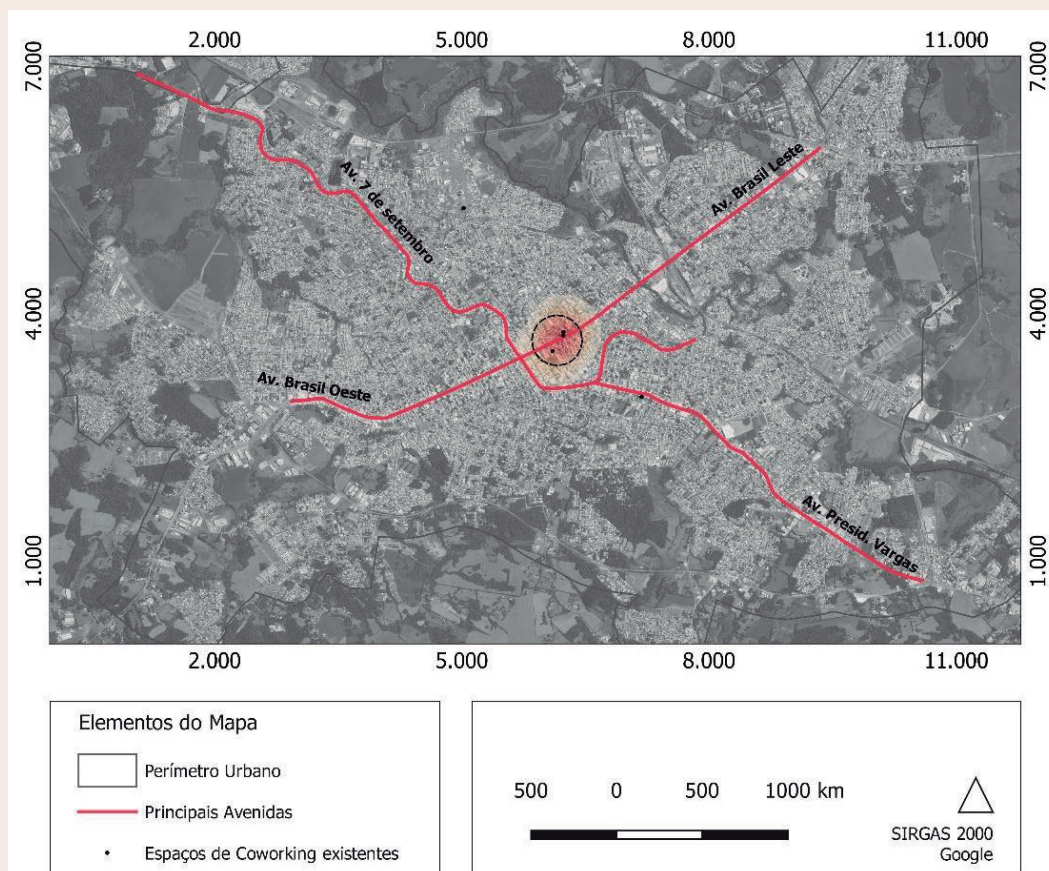 2.000 5.000 8.000 11.000
7.000
7.000
Av. 7 de setembro
Av. Brasil Leste
4.000
4.000
Av. Brasil Oeste
Av. Presid. Vargas
1.000
1.000
2.000 5.000 8.000 11.000
Elementos do Mapa
Perímetro Urbano
Principais Avenidas
Espaços de Coworking existentes
500 0 500 1000 km
SIRGAS 2000
Google